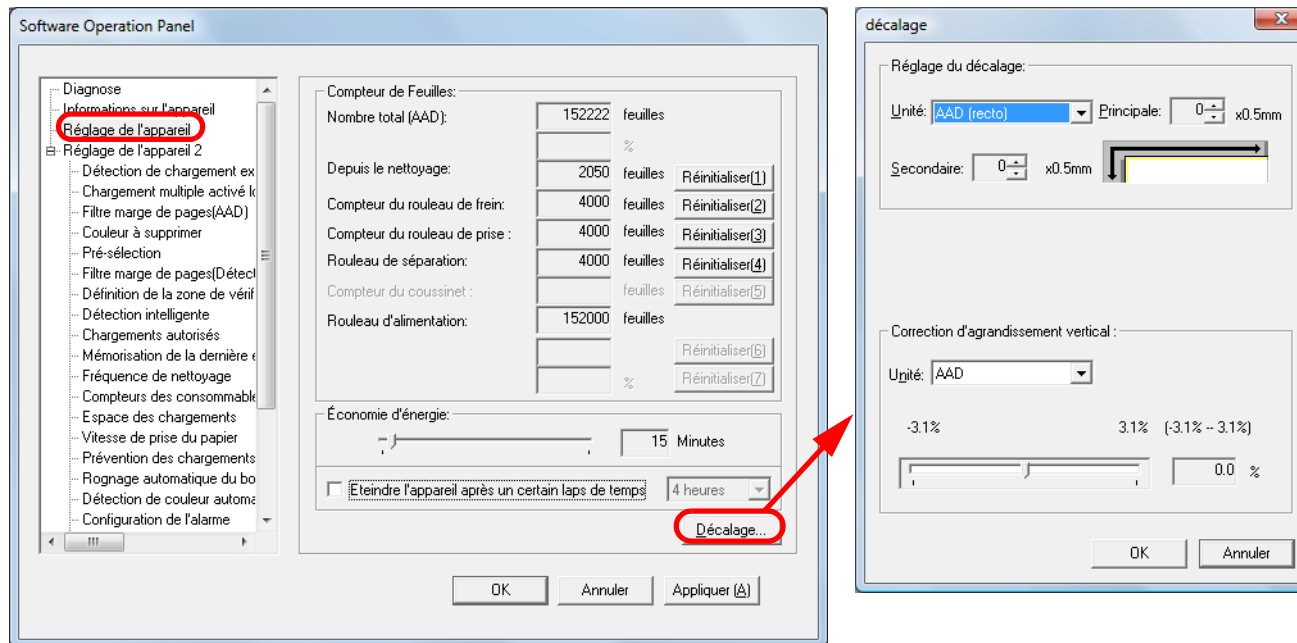 Software Operation Panel
Diagnose
Informations sur l'appareil
Réglage de l'appareil
Réglage de l'appareil 2
Détection de chargement ex
Chargement multiple activé lo
Filtre marge de pages(AAD)
Couleur à supprimer
Pré-sélection
Filtre marge de pages(Détect
Définition de la zone de vérif
Détection intelligente
Chargements autorisés
Mémorisation de la dernière e
Fréquence de nettoyage
Compteurs des consommable
Espace des chargements
Vitesse de prise du papier
Prévention des chargements
Rognage automatique du bo
Détection de couleur automa
Configuration de l'alarme
Compteur de Feuilles:
Nombre total (AAD): 152222 feuilles
%
Depuis le nettoyage: 2050 feuilles Réinitialiser(1)
Compteur du rouleau de frein: 4000 feuilles Réinitialiser(2)
Compteur du rouleau de prise : 4000 feuilles Réinitialiser(3)
Rouleau de séparation: 4000 feuilles Réinitialiser(4)
Compteur du coussinet : feuilles Réinitialiser(5)
Rouleau d'alimentation: 152000 feuilles
Réinitialiser(6)
% Réinitialiser(7)
Économie d'énergie:
15 Minutes
Eteindre l'appareil après un certain laps de temps 4 heures
Décalage...
OK Annuler Appliquer (A)
décalage
Réglage du décalage:
Unité: AAD (recto) Principale: 0 x0.5mm
Secondaire: 0 x0.5mm
Correction d'agrandissement vertical :
Unité: AAD
-3.1% 3.1% (-3.1% -- 3.1%)
0.0 %
OK Annuler